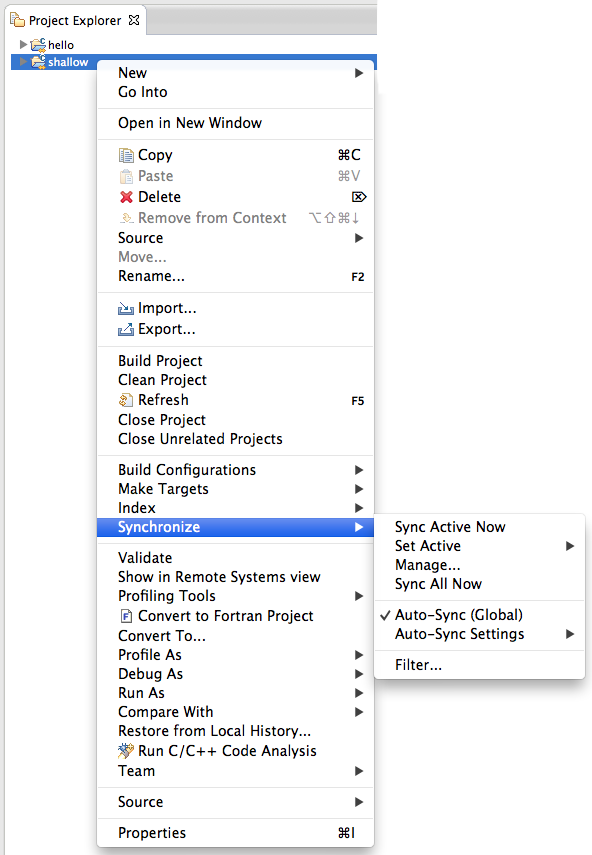 Project Explorer
hello
shallow
New
Go Into
Open in New Window
Copy ⌘C
Paste ⌘V
Delete ⌦
Remove from Context ⌥⇧⌘↓
Source
Move...
Rename... F2
Import...
Export...
Build Project
Clean Project
Refresh F5
Close Project
Close Unrelated Projects
Build Configurations
Make Targets
Index
Synchronize
Sync Active Now
Set Active
Manage...
Sync All Now
Auto-Sync (Global)
Auto-Sync Settings
Filter...
Validate
Show in Remote Systems view
Profiling Tools
Convert to Fortran Project
Convert To...
Profile As
Debug As
Run As
Compare With
Restore from Local History...
Run C/C++ Code Analysis
Team
Source
Properties ⌘I